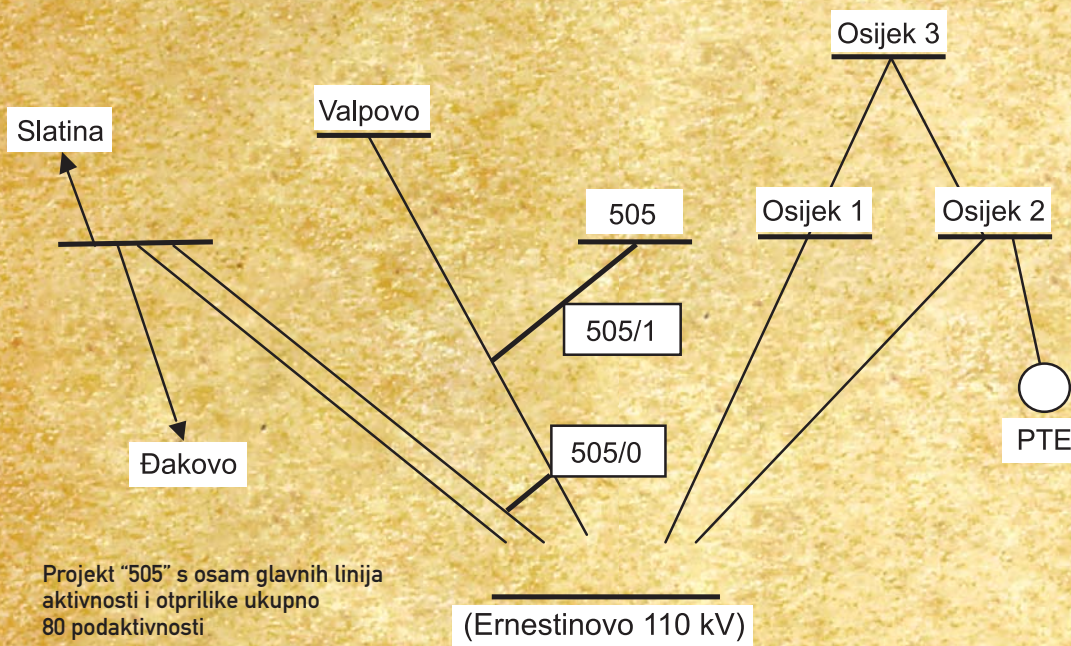 Osijek 3
Slatina
Valpovo
505
Osijek 1
Osijek 2
505/1
505/0
Đakovo
PTE
Projekt “505” s osam glavnih linija
aktivnosti i otprilike ukupno
80 podaktivnosti
(Ernestinovo 110 kV)